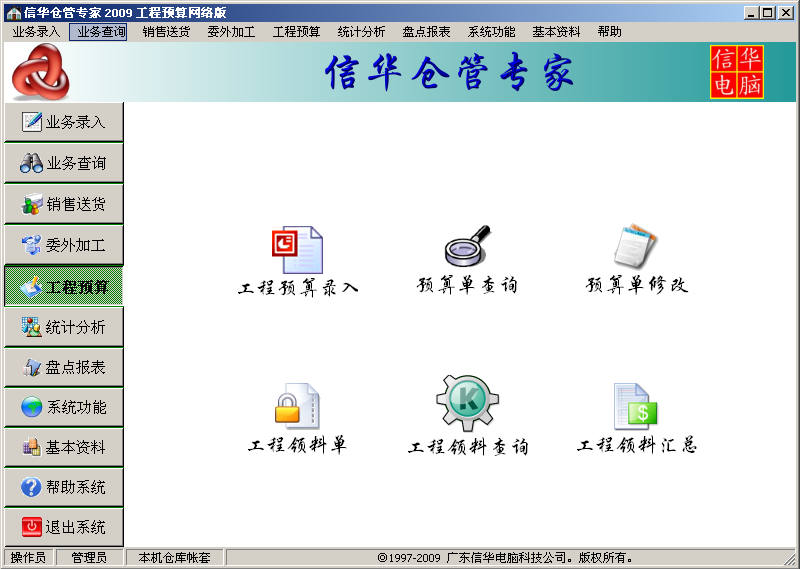 信华仓管专家 2009 工程预算网络版
业务录入 业务查询 销售送货 委外加工 工程预算 统计分析 盘点报表 系统功能 基本资料 帮助
信华仓管专家
信华
电脑
业务录入
业务查询
销售送货
委外加工
工程预算
统计分析
盘点报表
系统功能
基本资料
帮助系统
退出系统
工程预算录入 预算单查询 预算单修改
工程领料单 工程领料查询 工程领料汇总
操作员 管理员 本机仓库帐套 ©1997-2009 广东信华电脑科技公司。版权所有。